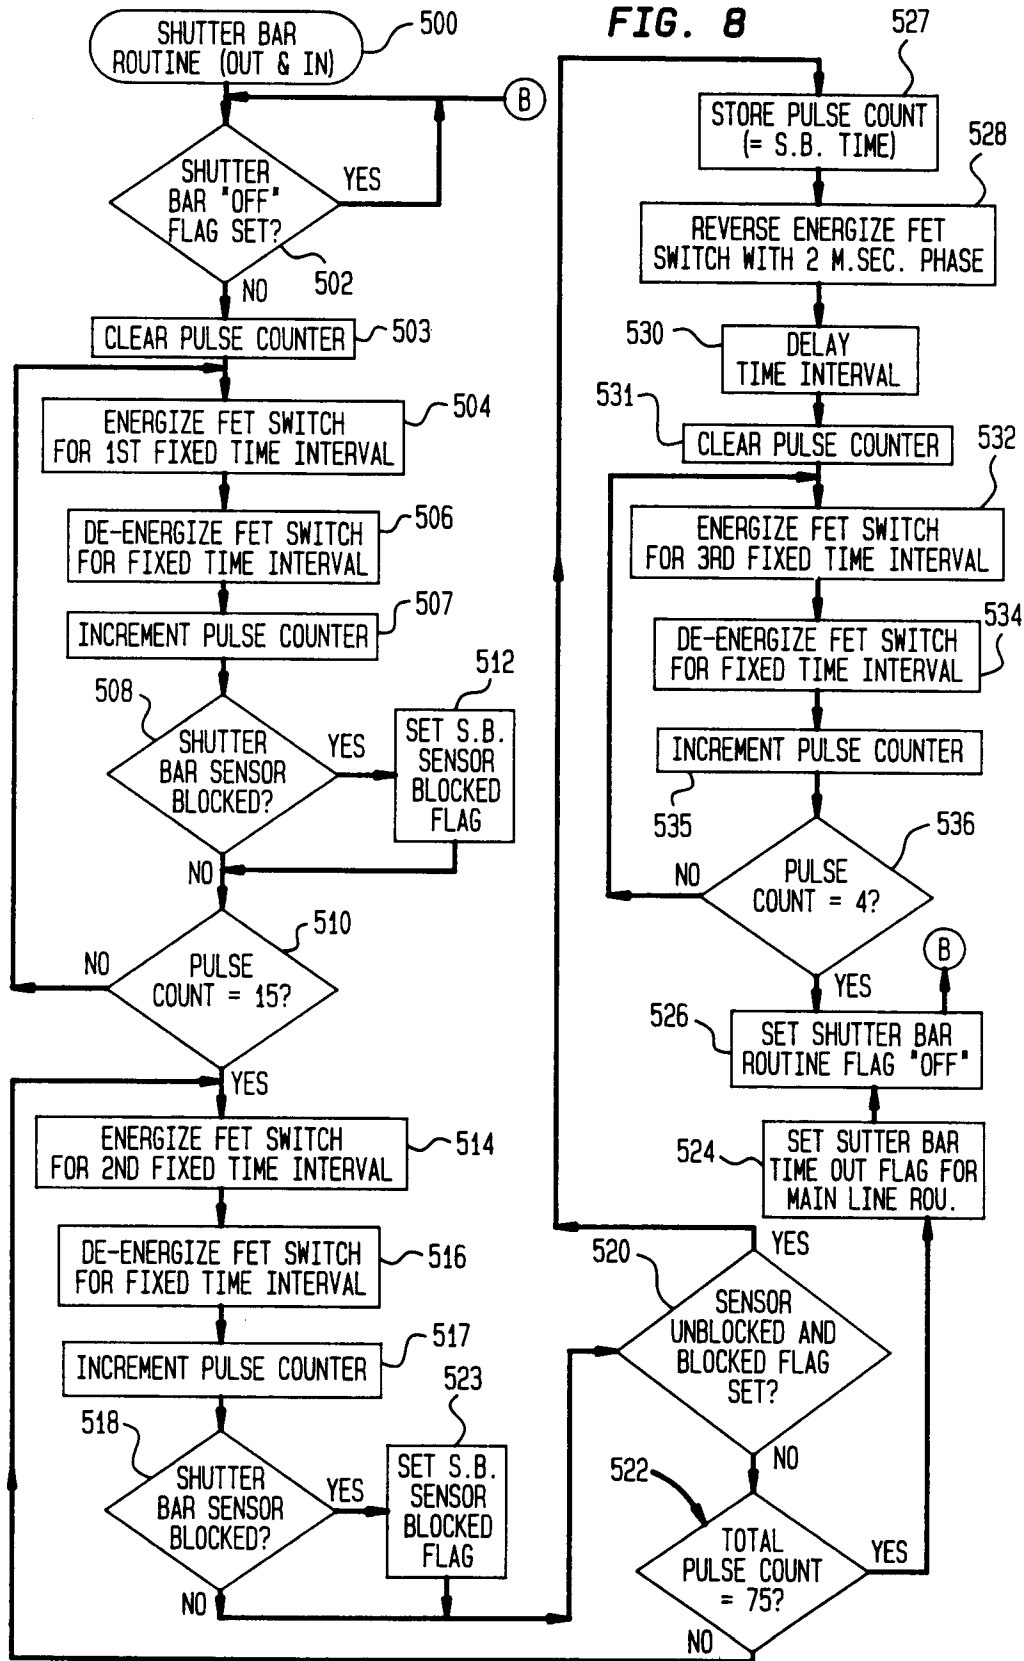 FIG. 8
SHUTTER BAR
ROUTINE (OUT & IN)
500
B
SHUTTER
BAR "OFF"
FLAG SET?
YES
502
NO
CLEAR PULSE COUNTER
503
ENERGIZE FET SWITCH
FOR 1ST FIXED TIME INTERVAL
504
DE-ENERGIZE FET SWITCH
FOR FIXED TIME INTERVAL
506
INCREMENT PULSE COUNTER
507
508
SHUTTER
BAR SENSOR
BLOCKED?
YES
512
SET S.B.
SENSOR
BLOCKED
FLAG
NO
510
PULSE
COUNT = 15?
NO
YES
ENERGIZE FET SWITCH
FOR 2ND FIXED TIME INTERVAL
514
DE-ENERGIZE FET SWITCH
FOR FIXED TIME INTERVAL
516
INCREMENT PULSE COUNTER
517
518
SHUTTER
BAR SENSOR
BLOCKED?
YES
523
SET S.B.
SENSOR
BLOCKED
FLAG
NO
527
STORE PULSE COUNT
(= S.B. TIME)
528
REVERSE ENERGIZE FET
SWITCH WITH 2 M.SEC. PHASE
530
DELAY
TIME INTERVAL
531
CLEAR PULSE COUNTER
532
ENERGIZE FET SWITCH
FOR 3RD FIXED TIME INTERVAL
534
DE-ENERGIZE FET SWITCH
FOR FIXED TIME INTERVAL
INCREMENT PULSE COUNTER
535
536
PULSE
COUNT = 4?
NO
YES
B
526
SET SHUTTER BAR
ROUTINE FLAG "OFF"
524
SET SUTTER BAR
TIME OUT FLAG FOR
MAIN LINE ROU.
520
YES
SENSOR
UNBLOCKED AND
BLOCKED FLAG
SET?
NO
522
TOTAL
PULSE COUNT
= 75?
YES
NO